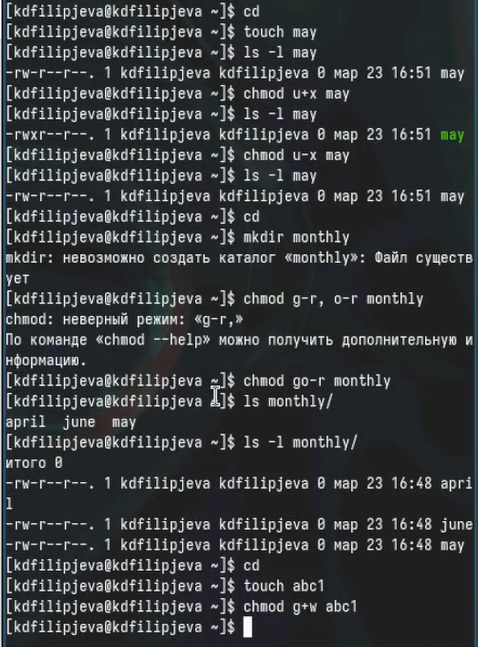 [kdfilipjeva@kdfilipjeva ~]$ cd
[kdfilipjeva@kdfilipjeva ~]$ touch may
[kdfilipjeva@kdfilipjeva ~]$ ls -l may
-rw-r--r--. 1 kdfilipjeva kdfilipjeva 0 мар 23 16:51 may
[kdfilipjeva@kdfilipjeva ~]$ chmod u+x may
[kdfilipjeva@kdfilipjeva ~]$ ls -l may
-rwxr--r--. 1 kdfilipjeva kdfilipjeva 0 мар 23 16:51 may
[kdfilipjeva@kdfilipjeva ~]$ chmod u-x may
[kdfilipjeva@kdfilipjeva ~]$ ls -l may
-rw-r--r--. 1 kdfilipjeva kdfilipjeva 0 мар 23 16:51 may
[kdfilipjeva@kdfilipjeva ~]$ cd
[kdfilipjeva@kdfilipjeva ~]$ mkdir monthly
mkdir: невозможно создать каталог «monthly»: Файл существ
ует
[kdfilipjeva@kdfilipjeva ~]$ chmod g-r, o-r monthly
chmod: неверный режим: «g-r,»
По команде «chmod --help» можно получить дополнительную и
нформацию.
[kdfilipjeva@kdfilipjeva ~]$ chmod go-r monthly
[kdfilipjeva@kdfilipjeva ~]$ ls monthly/
april  june  may
[kdfilipjeva@kdfilipjeva ~]$ ls -l monthly/
итого 0
-rw-r--r--. 1 kdfilipjeva kdfilipjeva 0 мар 23 16:48 apri
l
-rw-r--r--. 1 kdfilipjeva kdfilipjeva 0 мар 23 16:48 june
-rw-r--r--. 1 kdfilipjeva kdfilipjeva 0 мар 23 16:48 may
[kdfilipjeva@kdfilipjeva ~]$ cd
[kdfilipjeva@kdfilipjeva ~]$ touch abc1
[kdfilipjeva@kdfilipjeva ~]$ chmod g+w abc1
[kdfilipjeva@kdfilipjeva ~]$